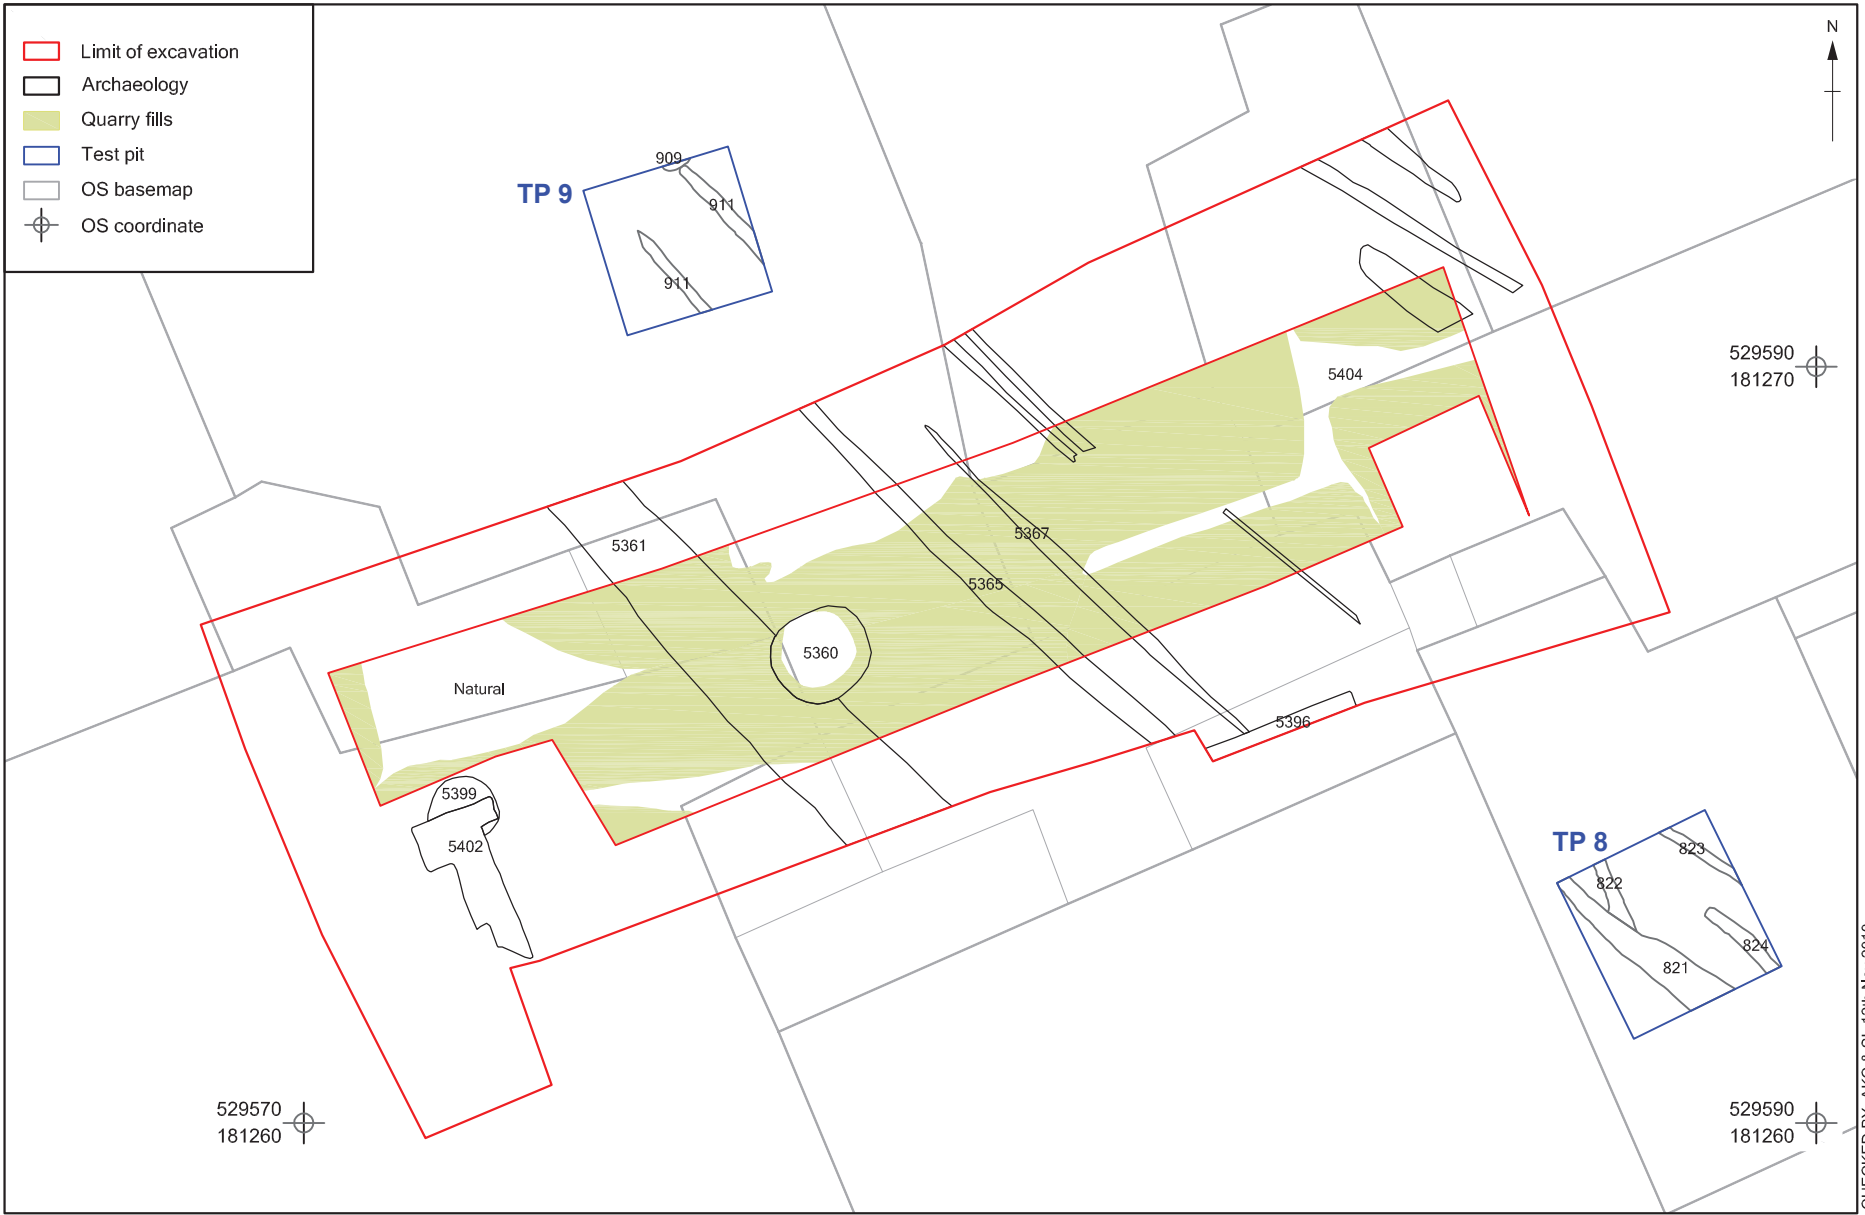 Limit of excavation
Archaeology
Quarry fills
Test pit
OS basemap
OS coordinate
N
909
TP 9
911
911
529590
181270
5404
5367
5361
5365
5360
Natural
5396
5399
5402
TP 8
823
822
824
821
529570
181260
529590
181260